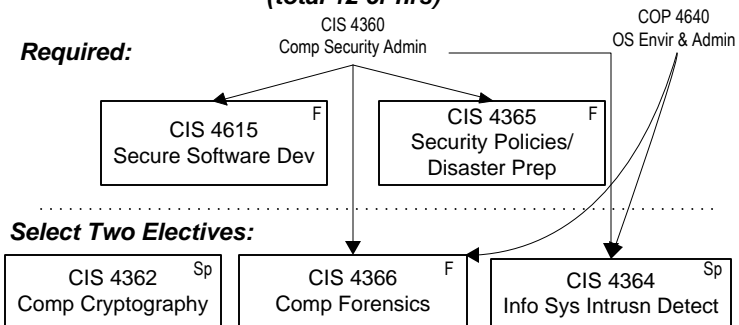 (total 12 cr hrs)
CIS 4360
Comp Security Admin
COP 4640
OS Envir & Admin
Required:
F
CIS 4615
Secure Software Dev
F
CIS 4365
Security Policies/
Disaster Prep
Select Two Electives:
Sp
CIS 4362
Comp Cryptography
F
CIS 4366
Comp Forensics
Sp
CIS 4364
Info Sys Intrusn Detect